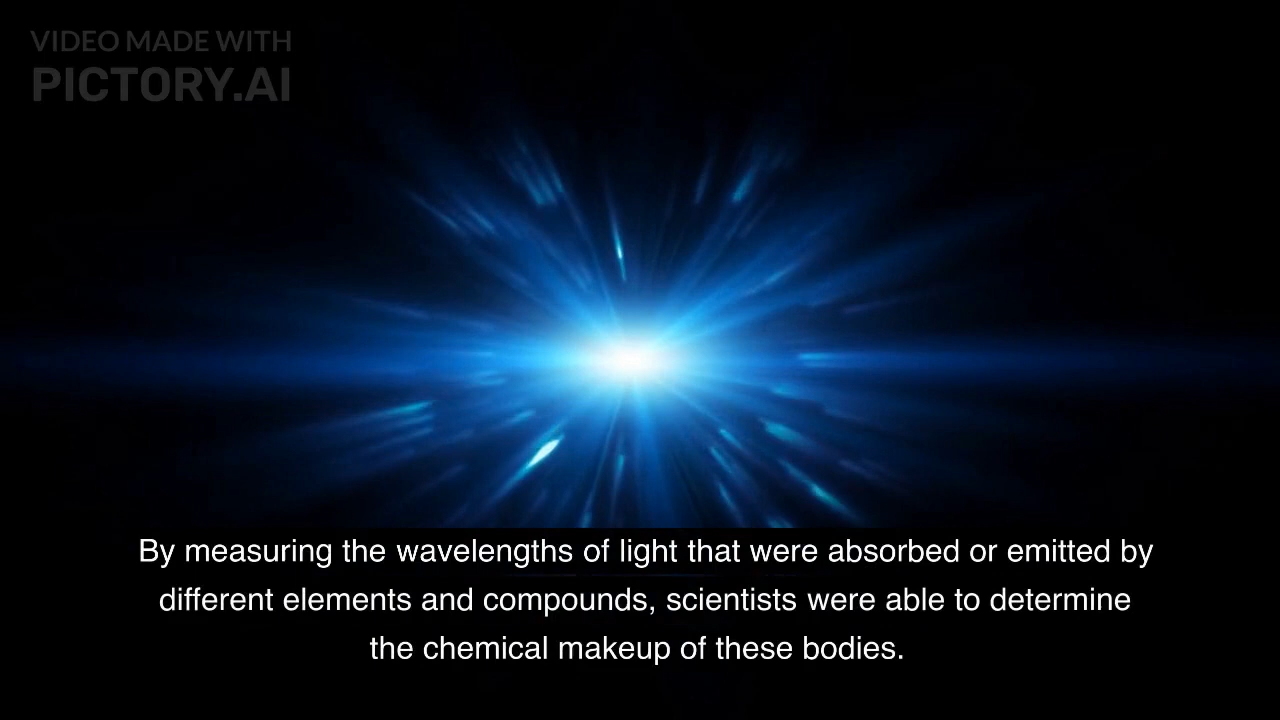 VIDEO MADE WITH
PICTORY.AI
By measuring the wavelengths of light that were absorbed or emitted by
different elements and compounds, scientists were able to determine
the chemical makeup of these bodies.